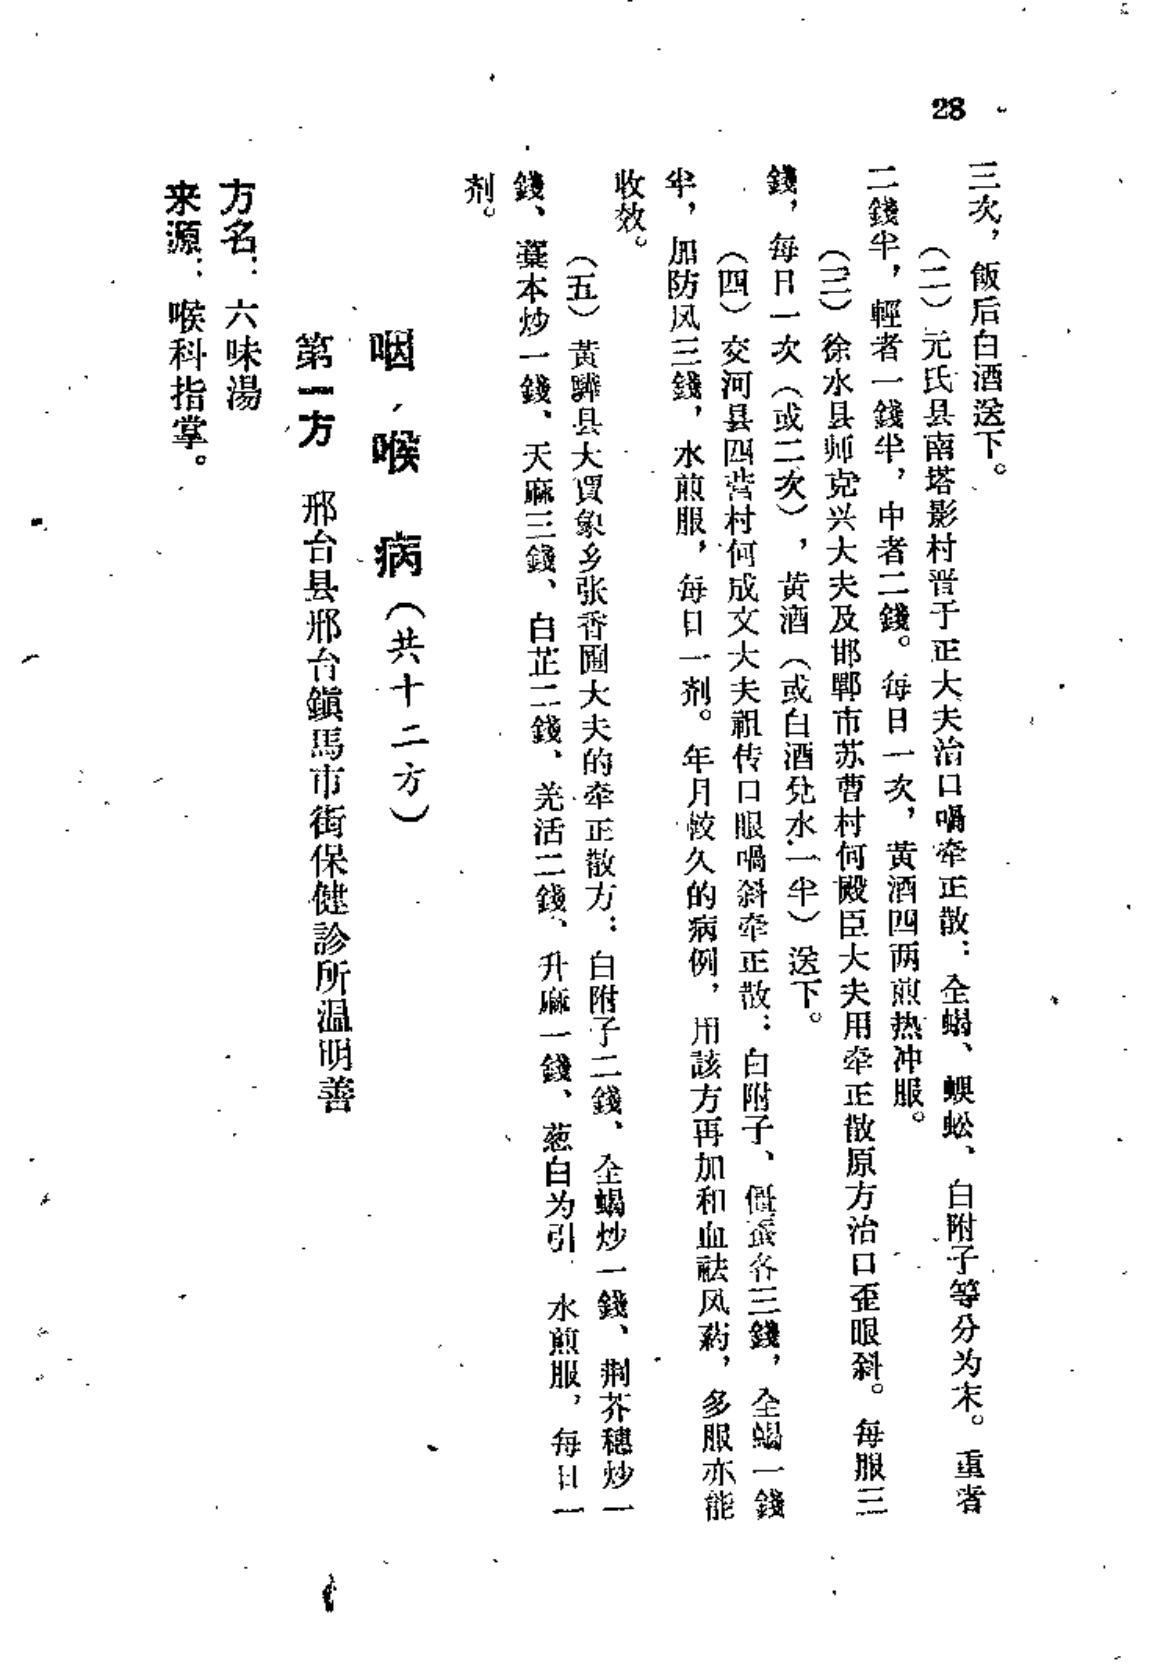 28
三次，飯后白酒送下。
（二）元氏县南塔影村晋于正大夫治口喎牵正散：全蝎、蜈蚣、白附子等分为末。重者
二錢半，輕者一錢半，中者二錢。每日一次，黄酒四两煎热冲服。
（三）徐水县师克兴大夫及邯鄲市苏曹村何殿臣大夫用牵正散原方治口歪眼斜。每服三
錢，每日一次（或二次），黄酒（或白酒兌水一半）送下。
（四）交河县四营村何成文大夫祖传口眼喎斜牵正散：白附子、僵蚕各三錢，全蝎一錢
半，加防风三錢，水煎服，每日一剂。年月較久的病例，用該方再加和血祛风药，多服亦能
收效。
（五）黃驊县大賈象乡张香圃大夫的牵正散方：白附子二錢、全蝎炒一錢、荆芥穗炒一
錢、藁本炒一錢、天麻三錢、白芷二錢、羌活二錢、升麻一錢、葱白为引 水煎服，每日一
剂。
咽喉病（共十二方）
第一方 邢台县邢台鎮馬市街保健診所温明善
方名：六味湯
来源：喉科指掌。